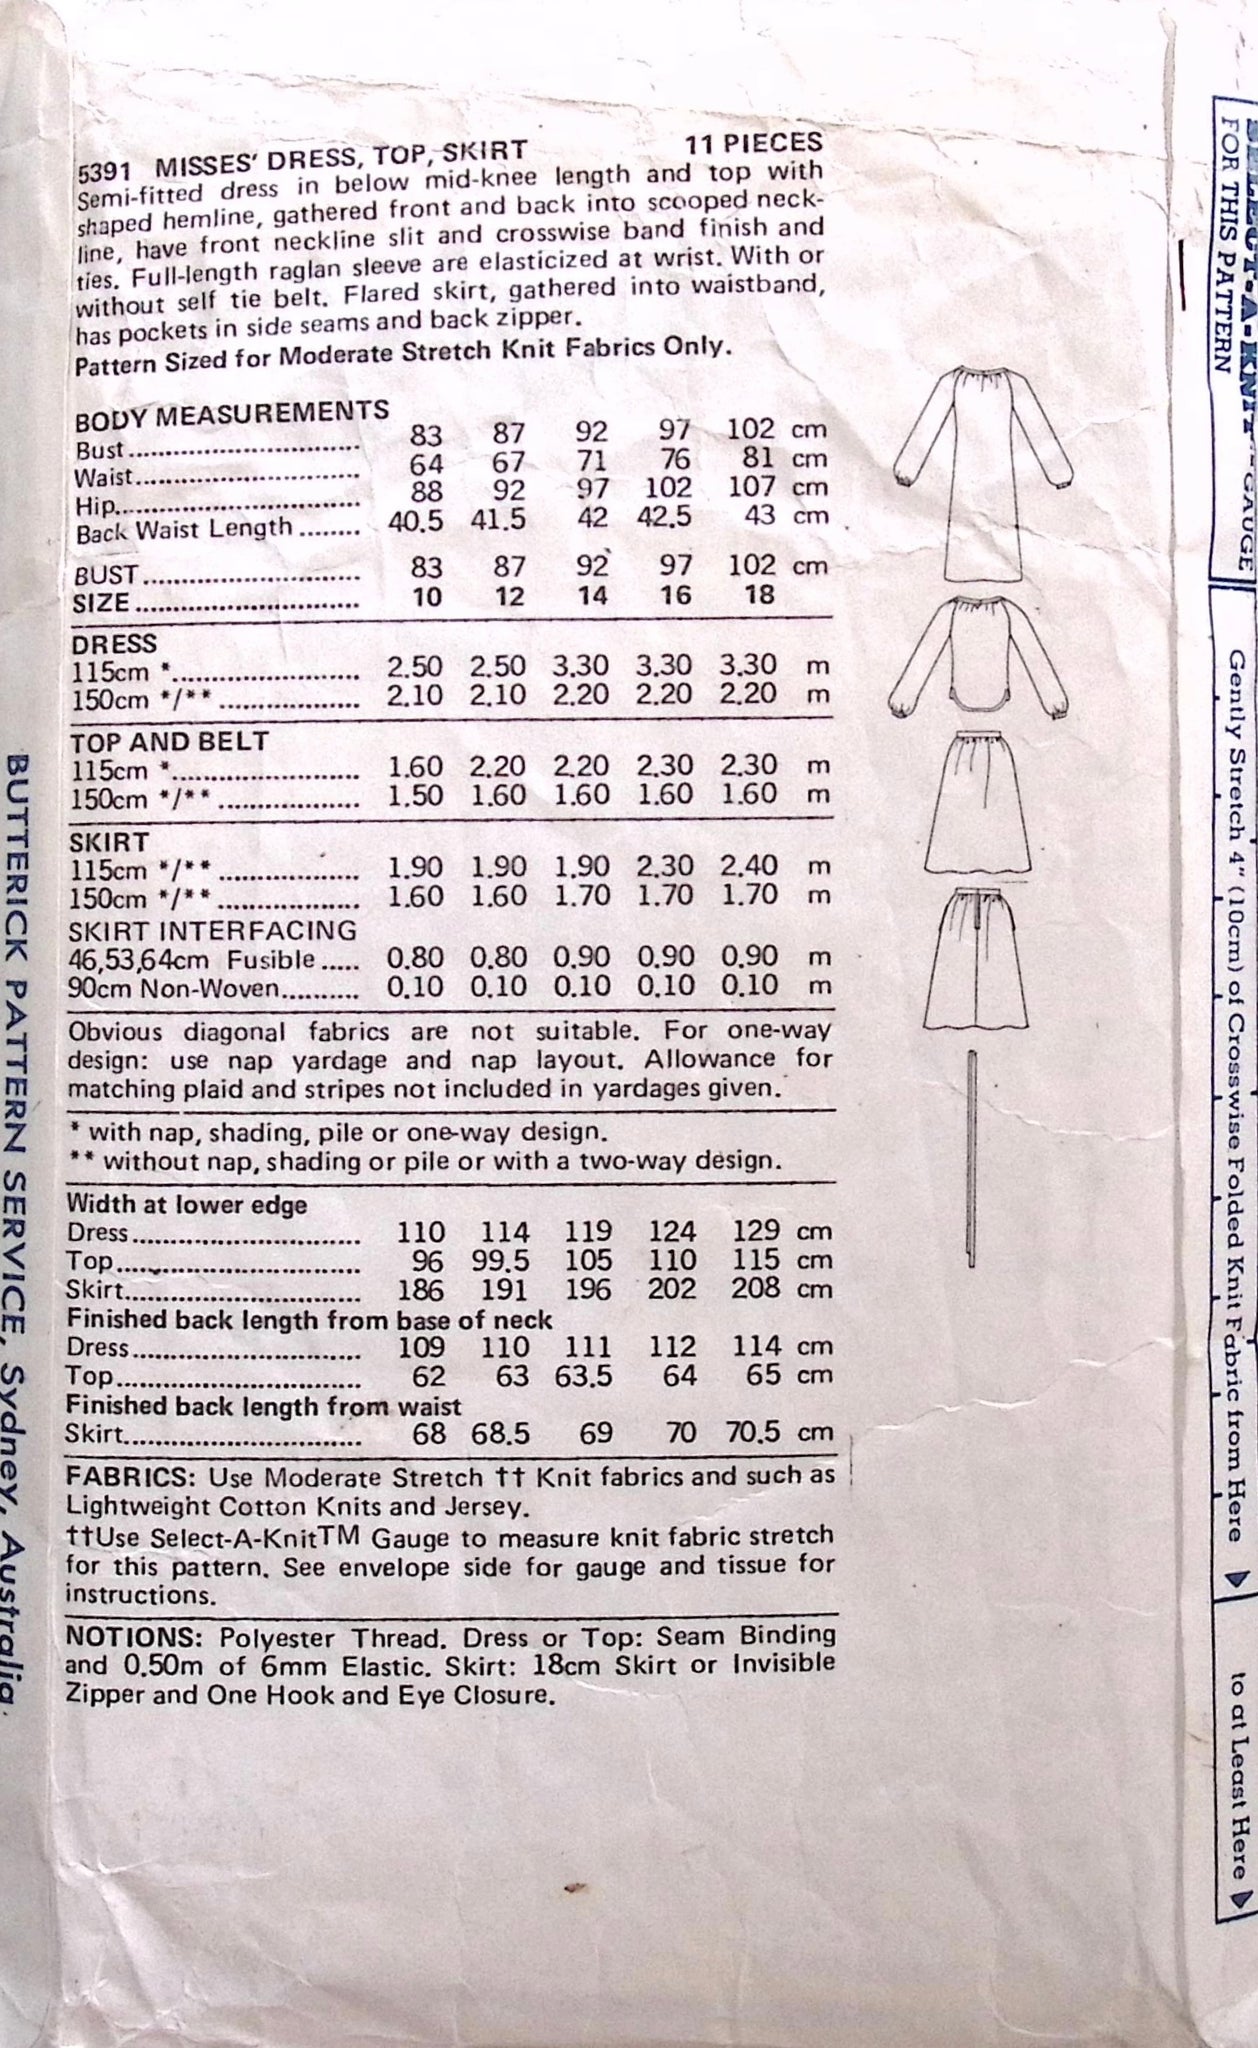 5391 MISSES' DRESS, TOP, SKIRT 11 PIECES
Semi-fitted dress in below mid-knee length and top with
shaped hemline, gathered front and back into scooped neck-
line, have front neckline slit and crosswise band finish and
ties. Full-length raglan sleeve are elasticized at wrist. With or
without self tie belt. Flared skirt, gathered into waistband,
has pockets in side seams and back zipper.
Pattern Sized for Moderate Stretch Knit Fabrics Only.
BODY MEASUREMENTS
Bust................................ 83 87 92 97 102 cm
Waist............................... 64 67 71 76 81 cm
Hip................................. 88 92 97 102 107 cm
Back Waist Length ........ 40.5 41.5 42 42.5 43 cm
BUST............................. 83 87 92 97 102 cm
SIZE.............................. 10 12 14 16 18
DRESS
115cm *......................... 2.50 2.50 3.30 3.30 3.30 m
150cm */** .................. 2.10 2.10 2.20 2.20 2.20 m
TOP AND BELT
115cm *......................... 1.60 2.20 2.20 2.30 2.30 m
150cm */** .................. 1.50 1.60 1.60 1.60 1.60 m
SKIRT
115cm */** .................. 1.90 1.90 1.90 2.30 2.40 m
150cm */** .................. 1.60 1.60 1.70 1.70 1.70 m
SKIRT INTERFACING
46,53,64cm Fusible ..... 0.80 0.80 0.90 0.90 0.90 m
90cm Non-Woven.......... 0.10 0.10 0.10 0.10 0.10 m
Obvious diagonal fabrics are not suitable. For one-way
design: use nap yardage and nap layout. Allowance for
matching plaid and stripes not included in yardages given.
* with nap, shading, pile or one-way design.
** without nap, shading or pile or with a two-way design.
Width at lower edge
Dress............................... 110 114 119 124 129 cm
Top................................. 96 99.5 105 110 115 cm
Skirt................................ 186 191 196 202 208 cm
Finished back length from base of neck
Dress............................... 109 110 111 112 114 cm
Top................................. 62 63 63.5 64 65 cm
Finished back length from waist
Skirt................................ 68 68.5 69 70 70.5 cm
FABRICS: Use Moderate Stretch †† Knit fabrics and such as
Lightweight Cotton Knits and Jersey.
††Use Select-A-KnitTM Gauge to measure knit fabric stretch
for this pattern. See envelope side for gauge and tissue for
instructions.
NOTIONS: Polyester Thread. Dress or Top: Seam Binding
and 0.50m of 6mm Elastic. Skirt: 18cm Skirt or Invisible
Zipper and One Hook and Eye Closure.
BUTTERICK PATTERN SERVICE, Sydney, Australia.
SELECT-A-KNIT™ GAUGE
FOR THIS PATTERN
Gently Stretch 4" (10cm) of Crosswise Folded Knit Fabric from Here
to at Least Here